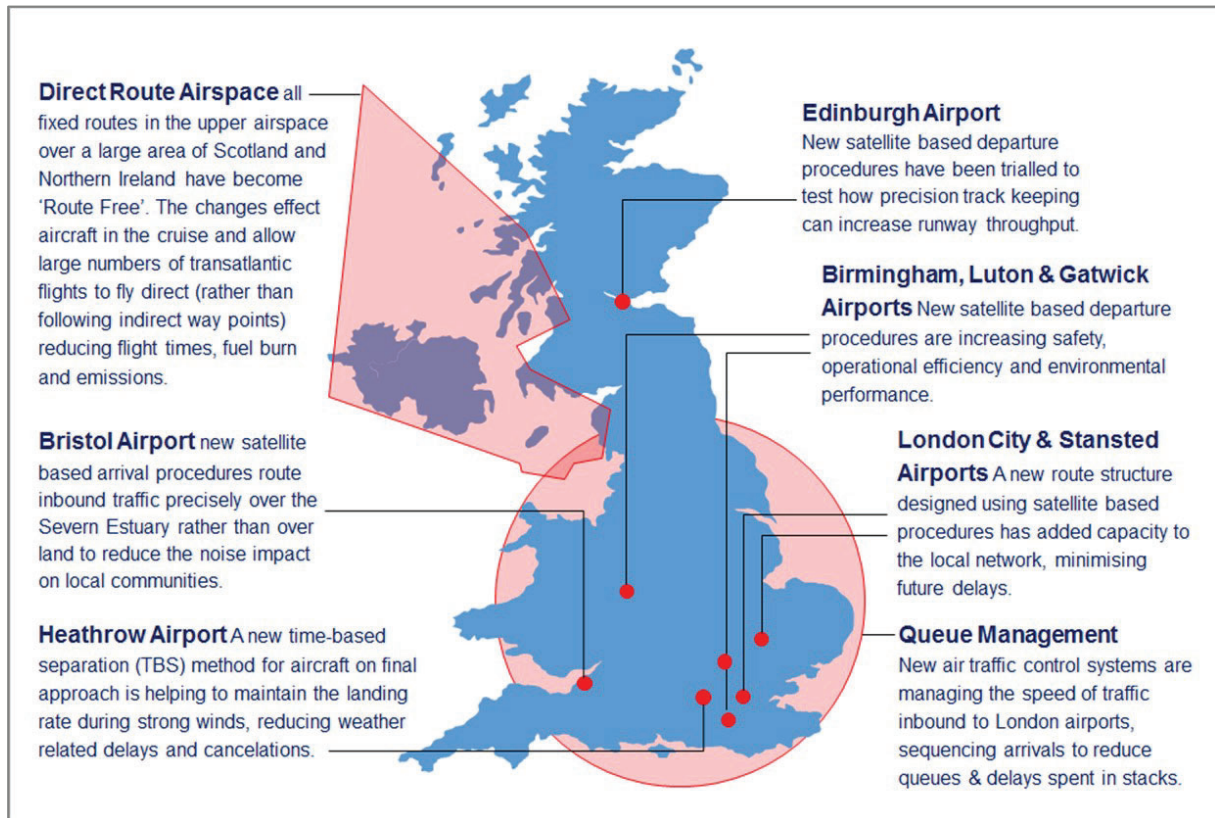 Direct Route Airspace all
fixed routes in the upper airspace
over a large area of Scotland and
Northern Ireland have become
‘Route Free’. The changes effect
aircraft in the cruise and allow
large numbers of transatlantic
flights to fly direct (rather than
following indirect way points)
reducing flight times, fuel burn
and emissions.
Bristol Airport new satellite
based arrival procedures route
inbound traffic precisely over the
Severn Estuary rather than over
land to reduce the noise impact
on local communities.
Heathrow Airport A new time-based
separation (TBS) method for aircraft on final
approach is helping to maintain the landing
rate during strong winds, reducing weather
related delays and cancelations.
Edinburgh Airport
New satellite based departure
procedures have been trialled to
test how precision track keeping
can increase runway throughput.
Birmingham, Luton & Gatwick
Airports New satellite based departure
procedures are increasing safety,
operational efficiency and environmental
performance.
London City & Stansted
Airports A new route structure
designed using satellite based
procedures has added capacity to
the local network, minimising
future delays.
Queue Management
New air traffic control systems are
managing the speed of traffic
inbound to London airports,
sequencing arrivals to reduce
queues & delays spent in stacks.